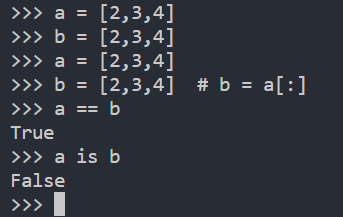 >>> a = [2,3,4]
>>> b = [2,3,4]
>>> a = [2,3,4]
>>> b = [2,3,4]  # b = a[:]
>>> a == b
True
>>> a is b
False
>>>